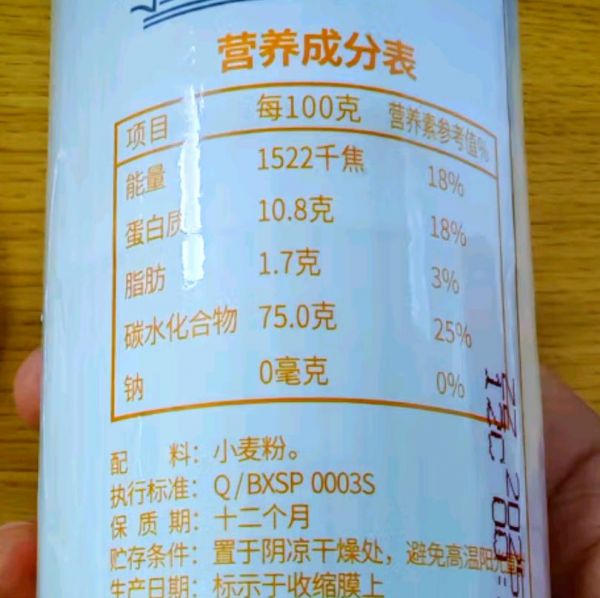 营养成分表
项目 每100克 营养素参考值%
能量 1522千焦 18%
蛋白质 10.8克 18%
脂肪 1.7克 3%
碳水化合物 75.0克 25%
钠 0毫克 0%
配 料：小麦粉。
执行标准：Q/BXSP 0003S
保 质 期：十二个月
贮存条件：置于阴凉干燥处，避免高温阳光
生产日期：标示于收缩膜上